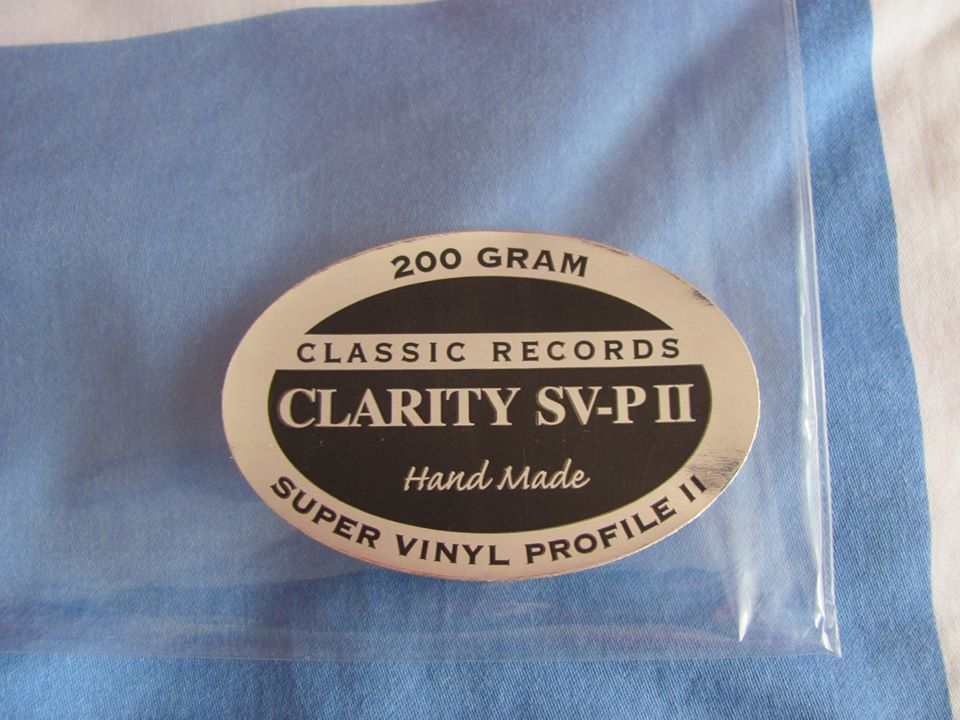 200 GRAM
CLASSIC RECORDS
CLARITY SV-P II
Hand Made
SUPER VINYL PROFILE II